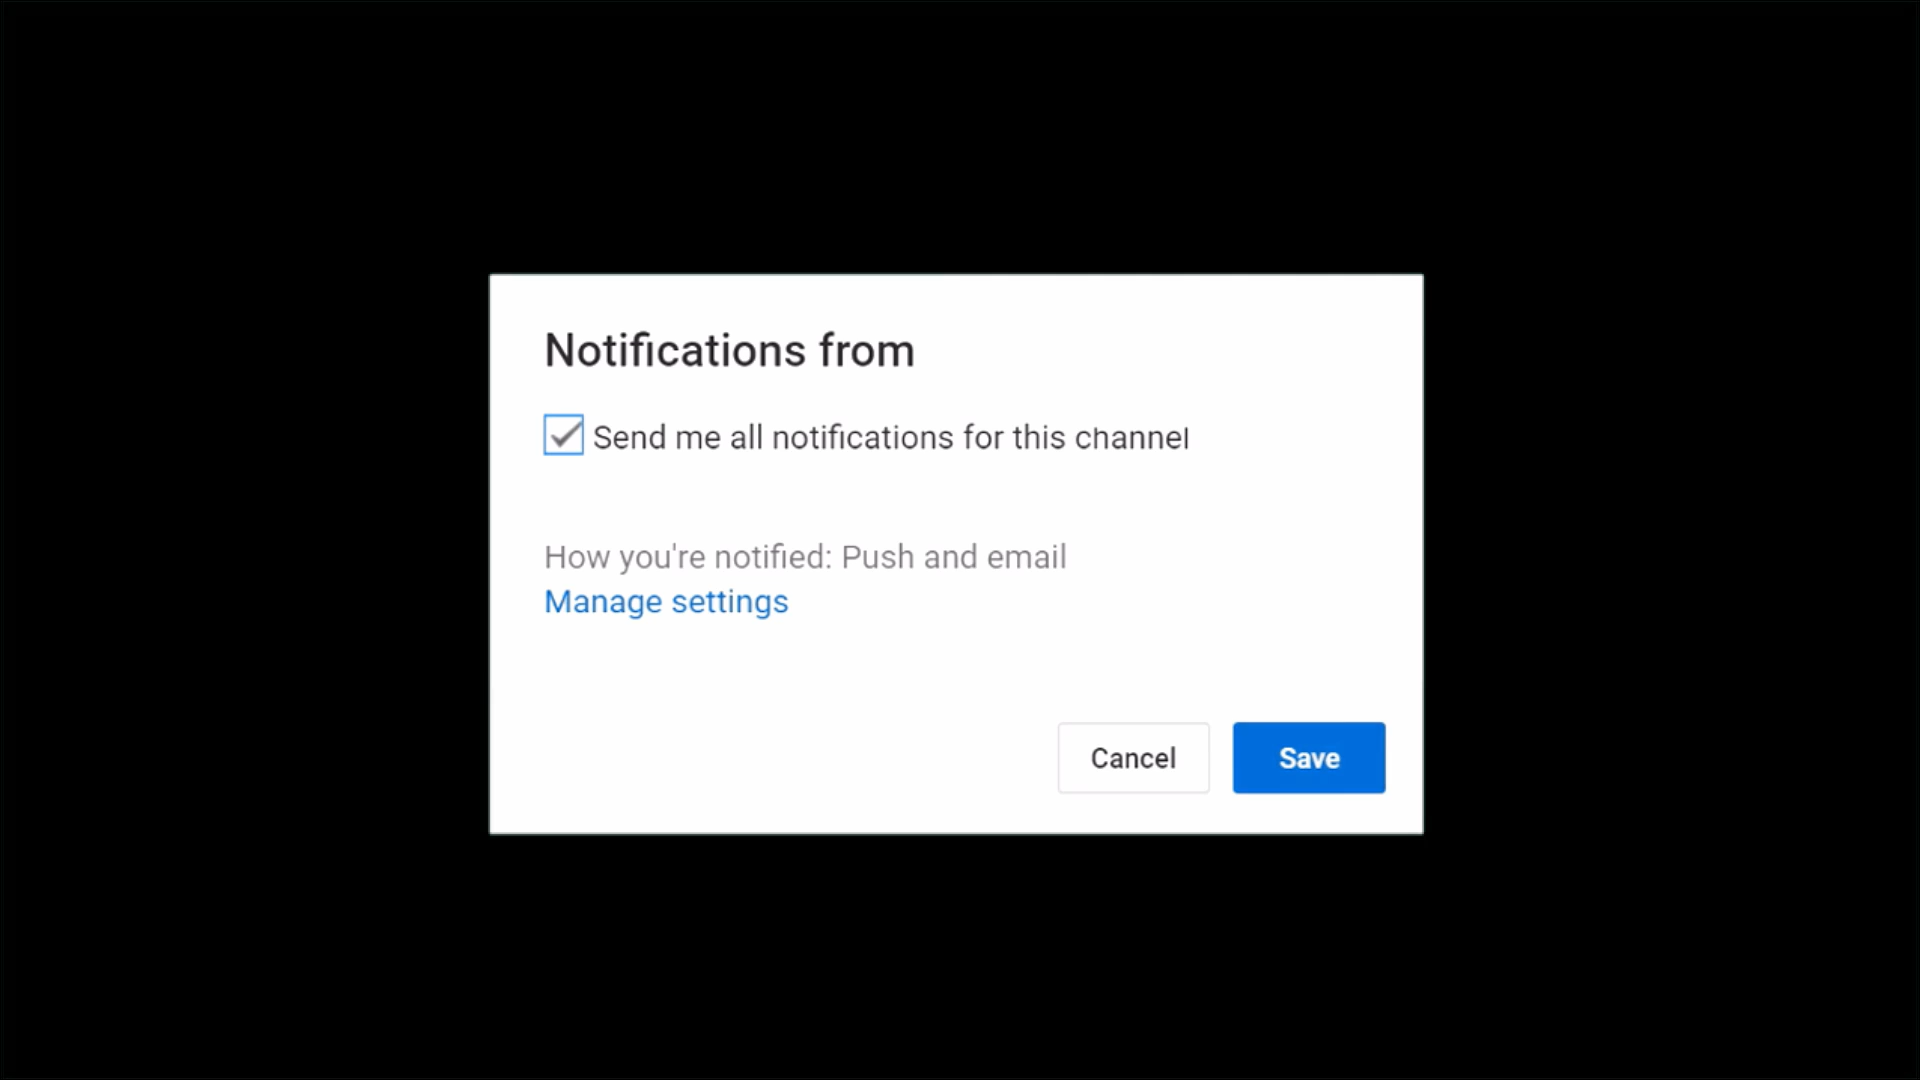 Notifications from
Send me all notifications for this channel
How you're notified: Push and email
Manage settings
Cancel
Save